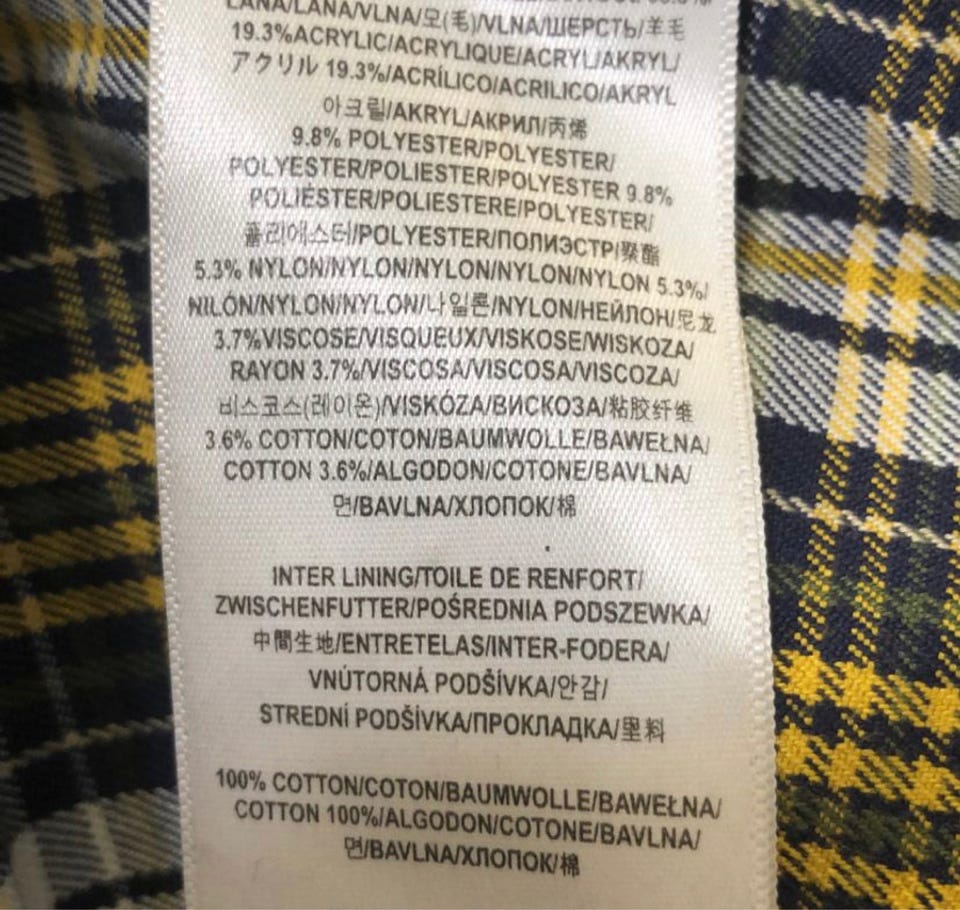 LANA/LANA/VLNA/모(毛)/VLNA/ШЕРСТЬ/羊毛
19.3%ACRYLIC/ACRYLIQUE/ACRYL/AKRYL/
アクリル 19.3%/ACRÍLICO/ACRILICO/AKRYL
아크릴/AKRYL/АКРИЛ/丙烯
9.8% POLYESTER/POLYESTER/
POLYESTER/POLIESTER/POLYESTER 9.8%
POLIÉSTER/POLIESTERE/POLYESTER/
폴리에스터/POLYESTER/ПОЛИЭСТР/聚酯
5.3% NYLON/NYLON/NYLON/NYLON/NYLON 5.3%/
NILÓN/NYLON/NYLON/나일론/NYLON/НЕЙЛОН/尼龙
3.7%VISCOSE/VISQUEUX/VISKOSE/WISKOZA/
RAYON 3.7%/VISCOSA/VISCOSA/VISCOZA/
비스코스(레이온)/VISKÓZA/ВИСКОЗА/粘胶纤维
3.6% COTTON/COTON/BAUMWOLLE/BAWEŁNA/
COTTON 3.6%/ALGODON/COTONE/BAVLNA/
면/BAVLNA/ХЛОПОК/棉
INTER LINING/TOILE DE RENFORT/
ZWISCHENFUTTER/POŚREDNIA PODSZEWKA/
中間生地/ENTRETELAS/INTER-FODERA/
VNÚTORNÁ PODŠÍVKA/안감/
STREDNÍ PODŠÍVKA/ПРОКЛАДКА/里料
100% COTTON/COTON/BAUMWOLLE/BAWEŁNA/
COTTON 100%/ALGODON/COTONE/BAVLNA/
면/BAVLNA/ХЛОПОК/棉